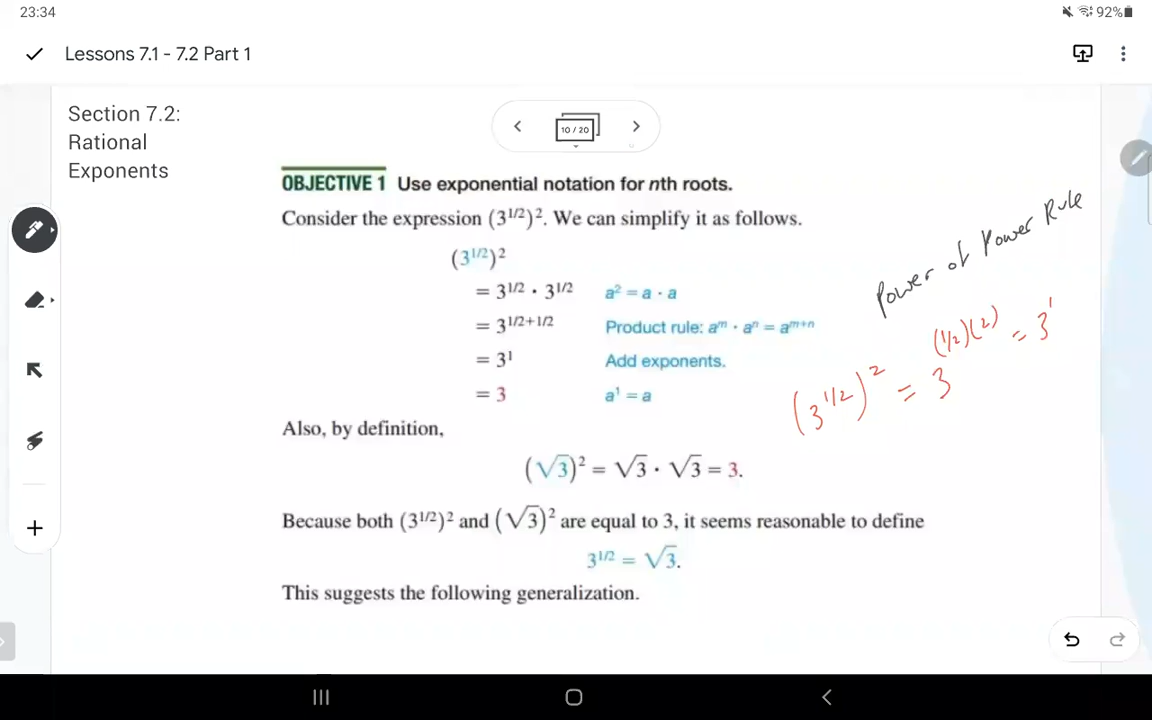 23:34
92%
Lessons 7.1 - 7.2 Part 1
Section 7.2:
Rational
Exponents
10 / 20
OBJECTIVE 1 Use exponential notation for nth roots.
Consider the expression (3^{1/2})^2. We can simplify it as follows.
(3^{1/2})^2
= 3^{1/2} · 3^{1/2} a^2 = a · a
= 3^{1/2+1/2} Product rule: a^m · a^n = a^{m+n}
= 3^1 Add exponents.
= 3 a^1 = a
Power of Power Rule
(3^{1/2})^2 = 3^{(1/2)(2)} = 3^1
Also, by definition,
(√3)^2 = √3 · √3 = 3.
Because both (3^{1/2})^2 and (√3)^2 are equal to 3, it seems reasonable to define
3^{1/2} = √3.
This suggests the following generalization.